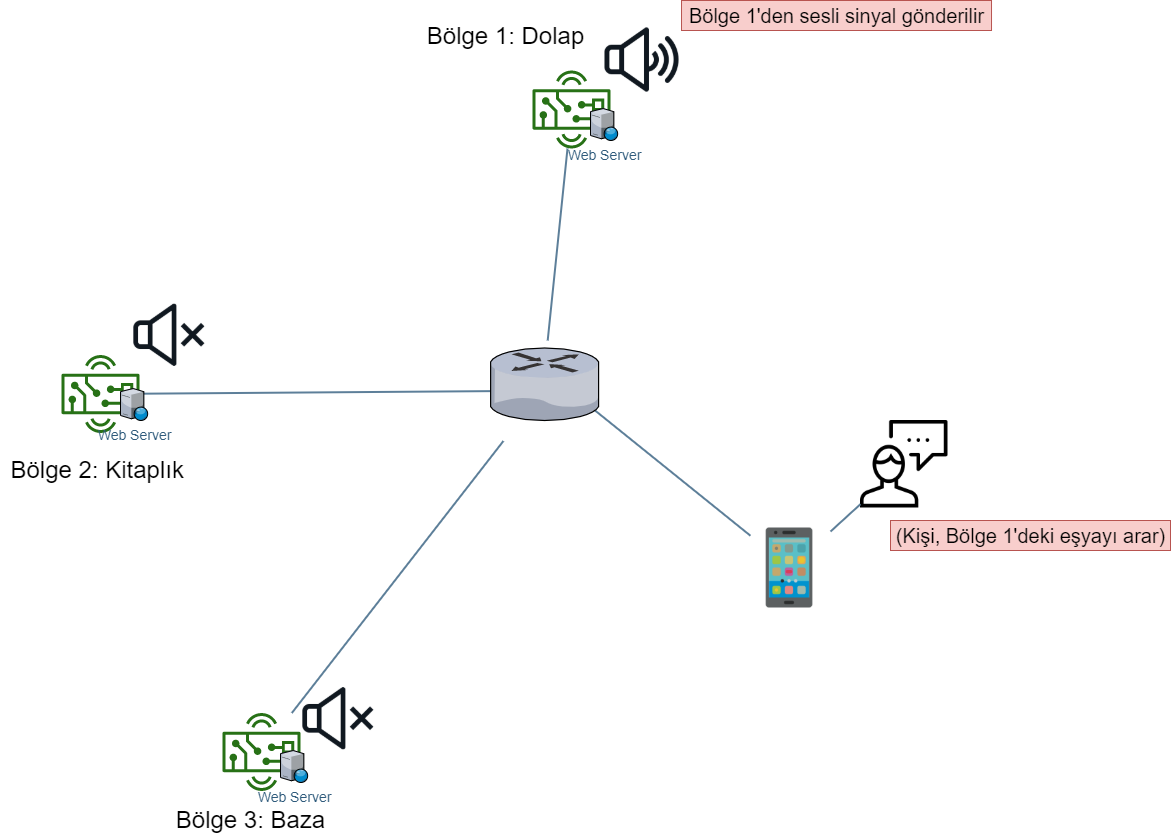 Bölge 1'den sesli sinyal gönderilir
Bölge 1: Dolap
Web Server
Web Server
Bölge 2: Kitaplık
(Kişi, Bölge 1'deki eşyayı arar)
Web Server
Bölge 3: Baza